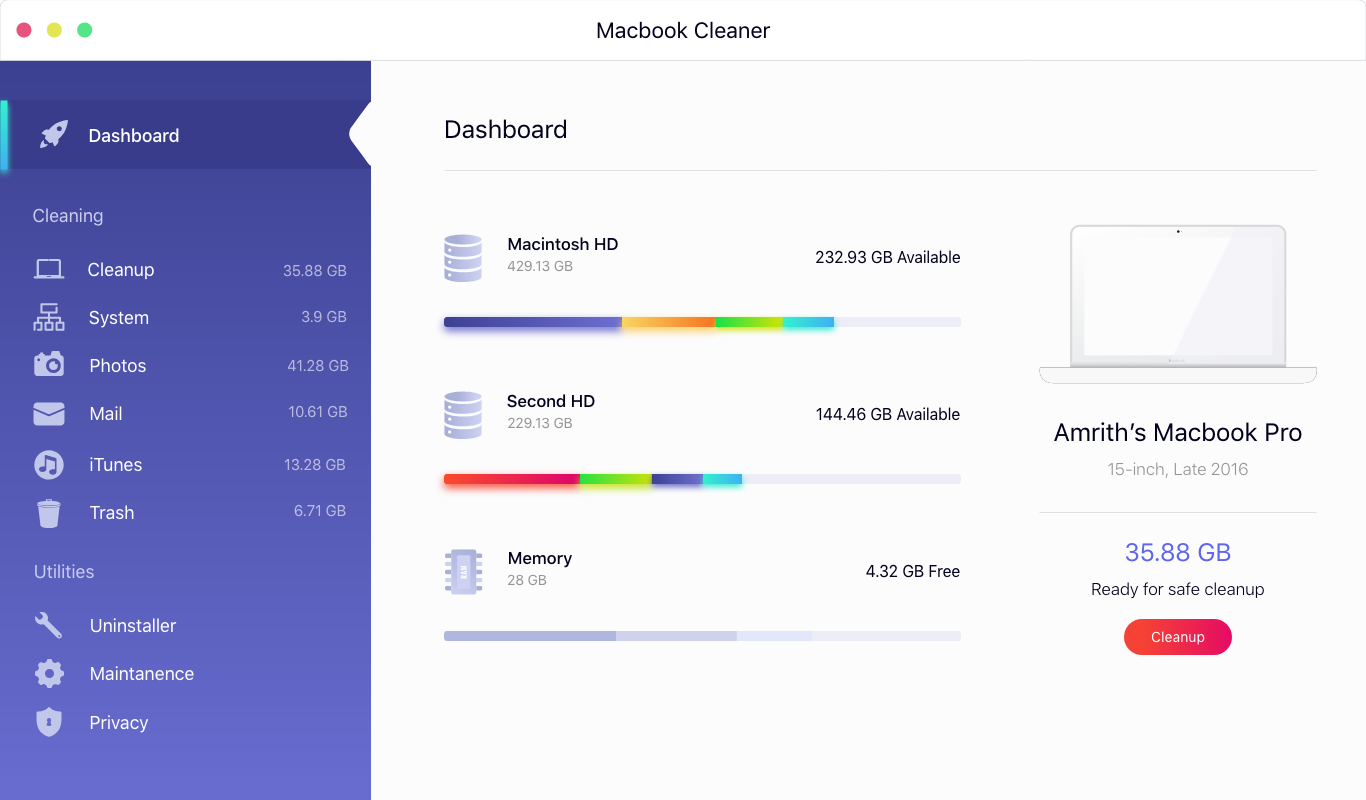 Macbook Cleaner
Dashboard
Cleaning
Cleanup 35.88 GB
System 3.9 GB
Photos 41.28 GB
Mail 10.61 GB
iTunes 13.28 GB
Trash 6.71 GB
Utilities
Uninstaller
Maintanence
Privacy
Dashboard
Macintosh HD
429.13 GB
232.93 GB Available
Second HD
229.13 GB
144.46 GB Available
Memory
28 GB
4.32 GB Free
Amrith’s Macbook Pro
15-inch, Late 2016
35.88 GB
Ready for safe cleanup
Cleanup